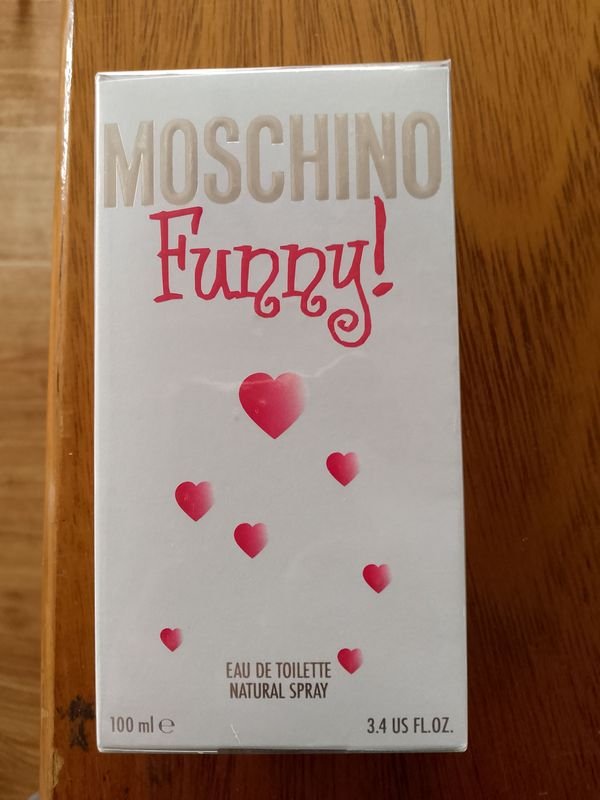 MOSCHINO
Funny!
EAU DE TOILETTE
NATURAL SPRAY
100 ml ℮
3.4 US FL.OZ.